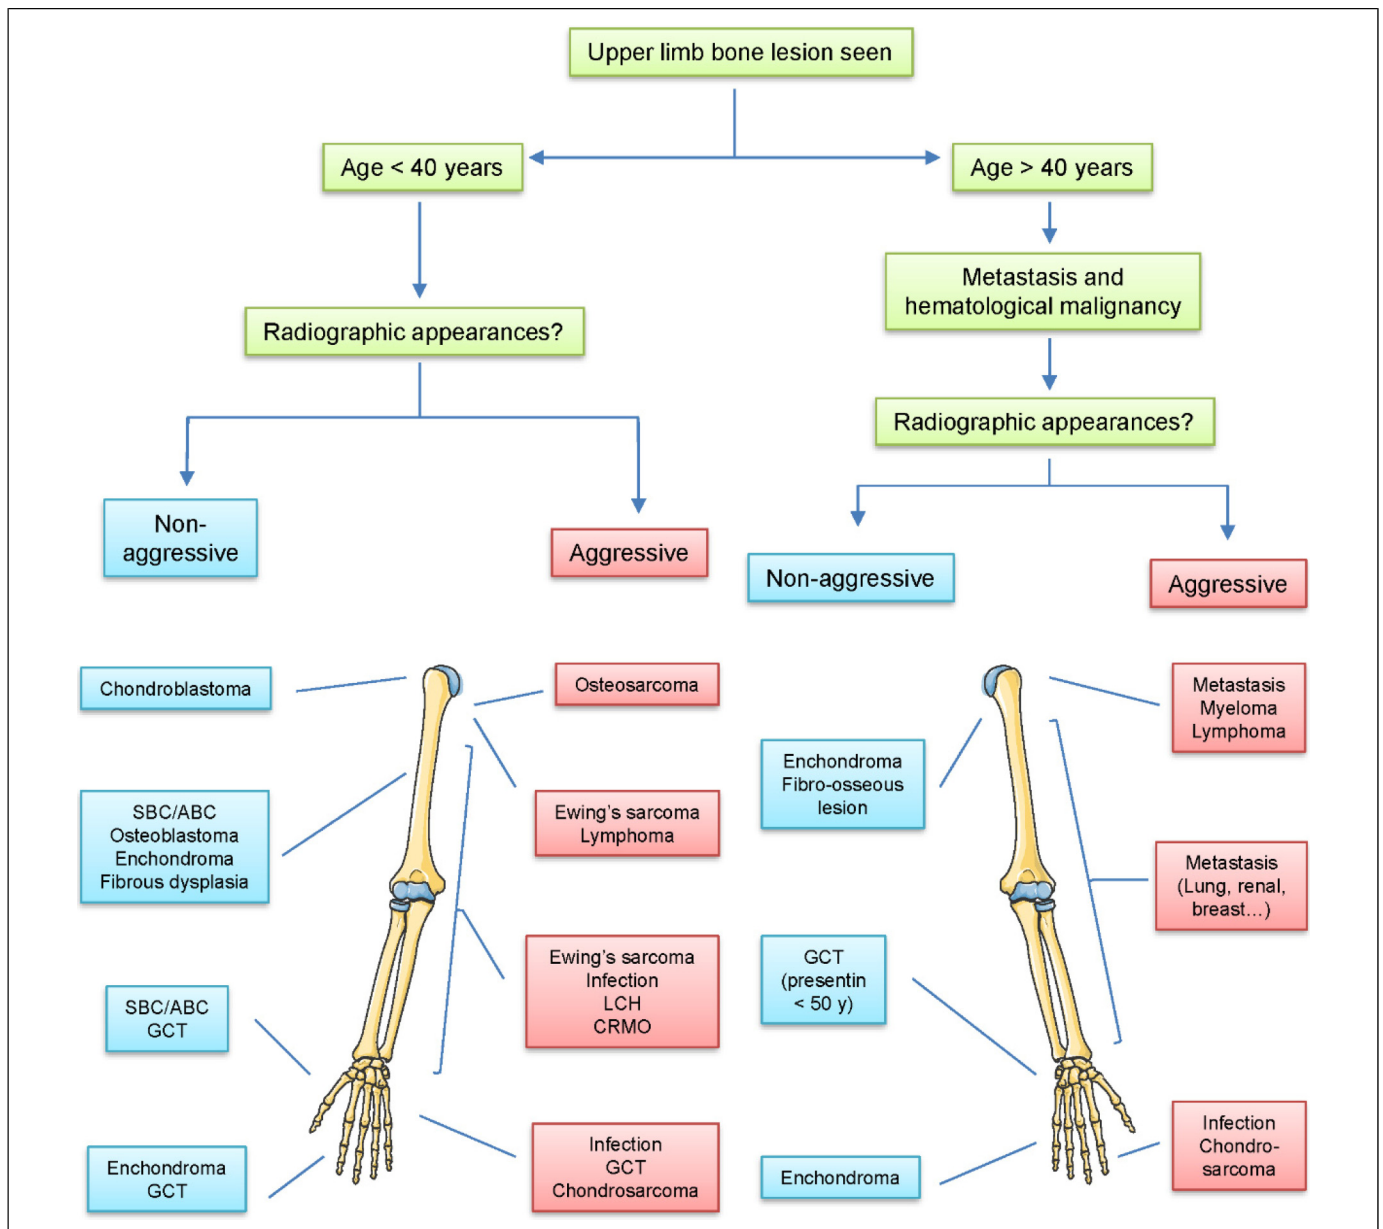 Upper limb bone lesion seen
Age < 40 years
Age > 40 years
Metastasis and
hematological malignancy
Radiographic appearances?
Radiographic appearances?
Non-
aggressive
Aggressive
Non-aggressive
Aggressive
Chondroblastoma
SBC/ABC
Osteoblastoma
Enchondroma
Fibrous dysplasia
SBC/ABC
GCT
Enchondroma
GCT
Osteosarcoma
Ewing's sarcoma
Lymphoma
Ewing's sarcoma
Infection
LCH
CRMO
Infection
GCT
Chondrosarcoma
Enchondroma
Fibro-osseous
lesion
GCT
(presentin
< 50 y)
Enchondroma
Metastasis
Myeloma
Lymphoma
Metastasis
(Lung, renal,
breast...)
Infection
Chondro-
sarcoma